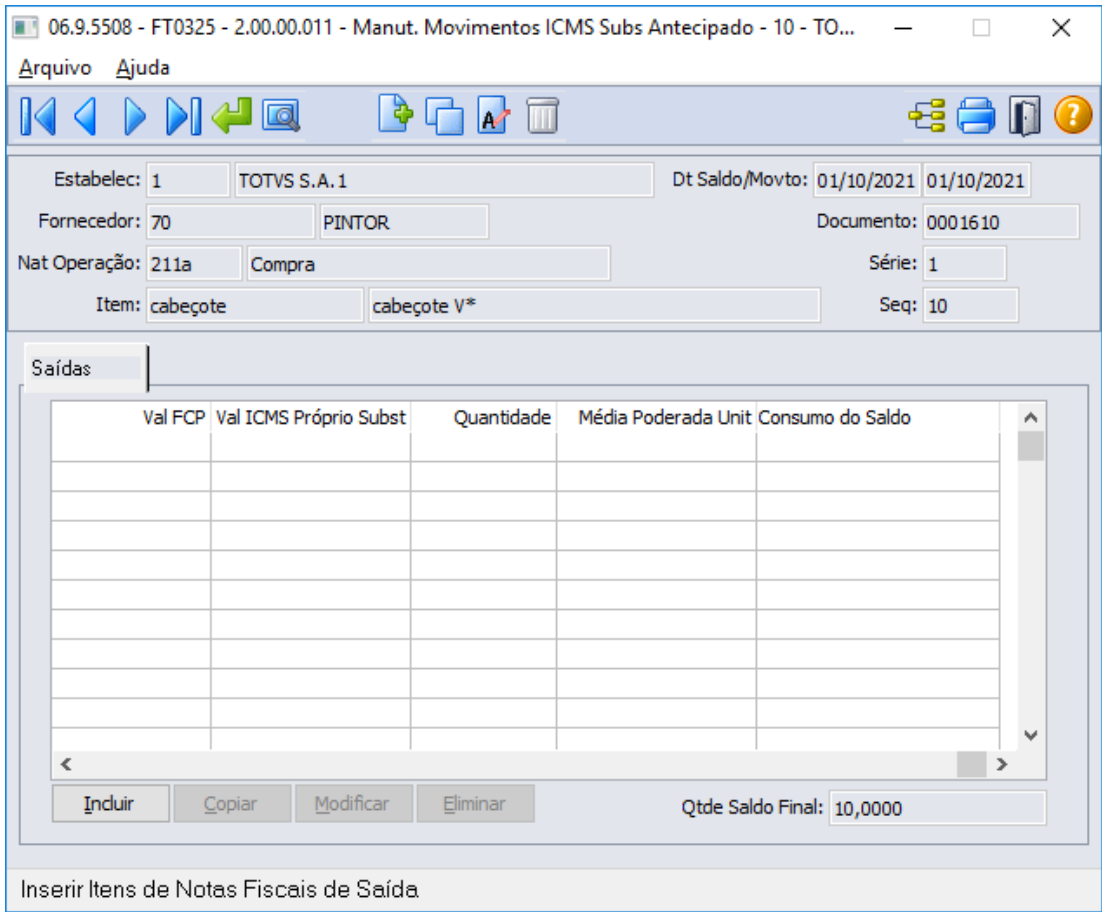 06.9.5508 - FT0325 - 2.00.00.011 - Manut. Movimentos ICMS Subs Antecipado - 10 - TO...
Arquivo Ajuda
Estabelec: 1 TOTVS S.A. 1 Dt Saldo/Movto: 01/10/2021 01/10/2021
Fornecedor: 70 PINTOR Documento: 0001610
Nat Operação: 211a Compra Série: 1
Item: cabeçote cabeçote V* Seq: 10
Saídas
Val FCP Val ICMS Próprio Subst Quantidade Média Poderada Unit Consumo do Saldo
Incluir Copiar Modificar Eliminar Qtde Saldo Final: 10,0000
Inserir Itens de Notas Fiscais de Saída